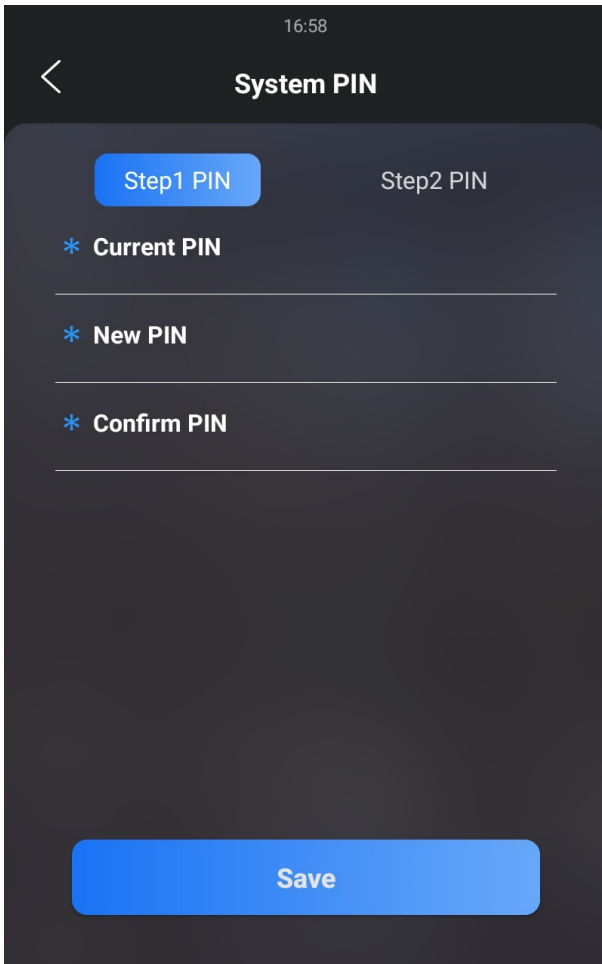 16:58
System PIN
Step1 PIN Step2 PIN
* Current PIN
* New PIN
* Confirm PIN
Save